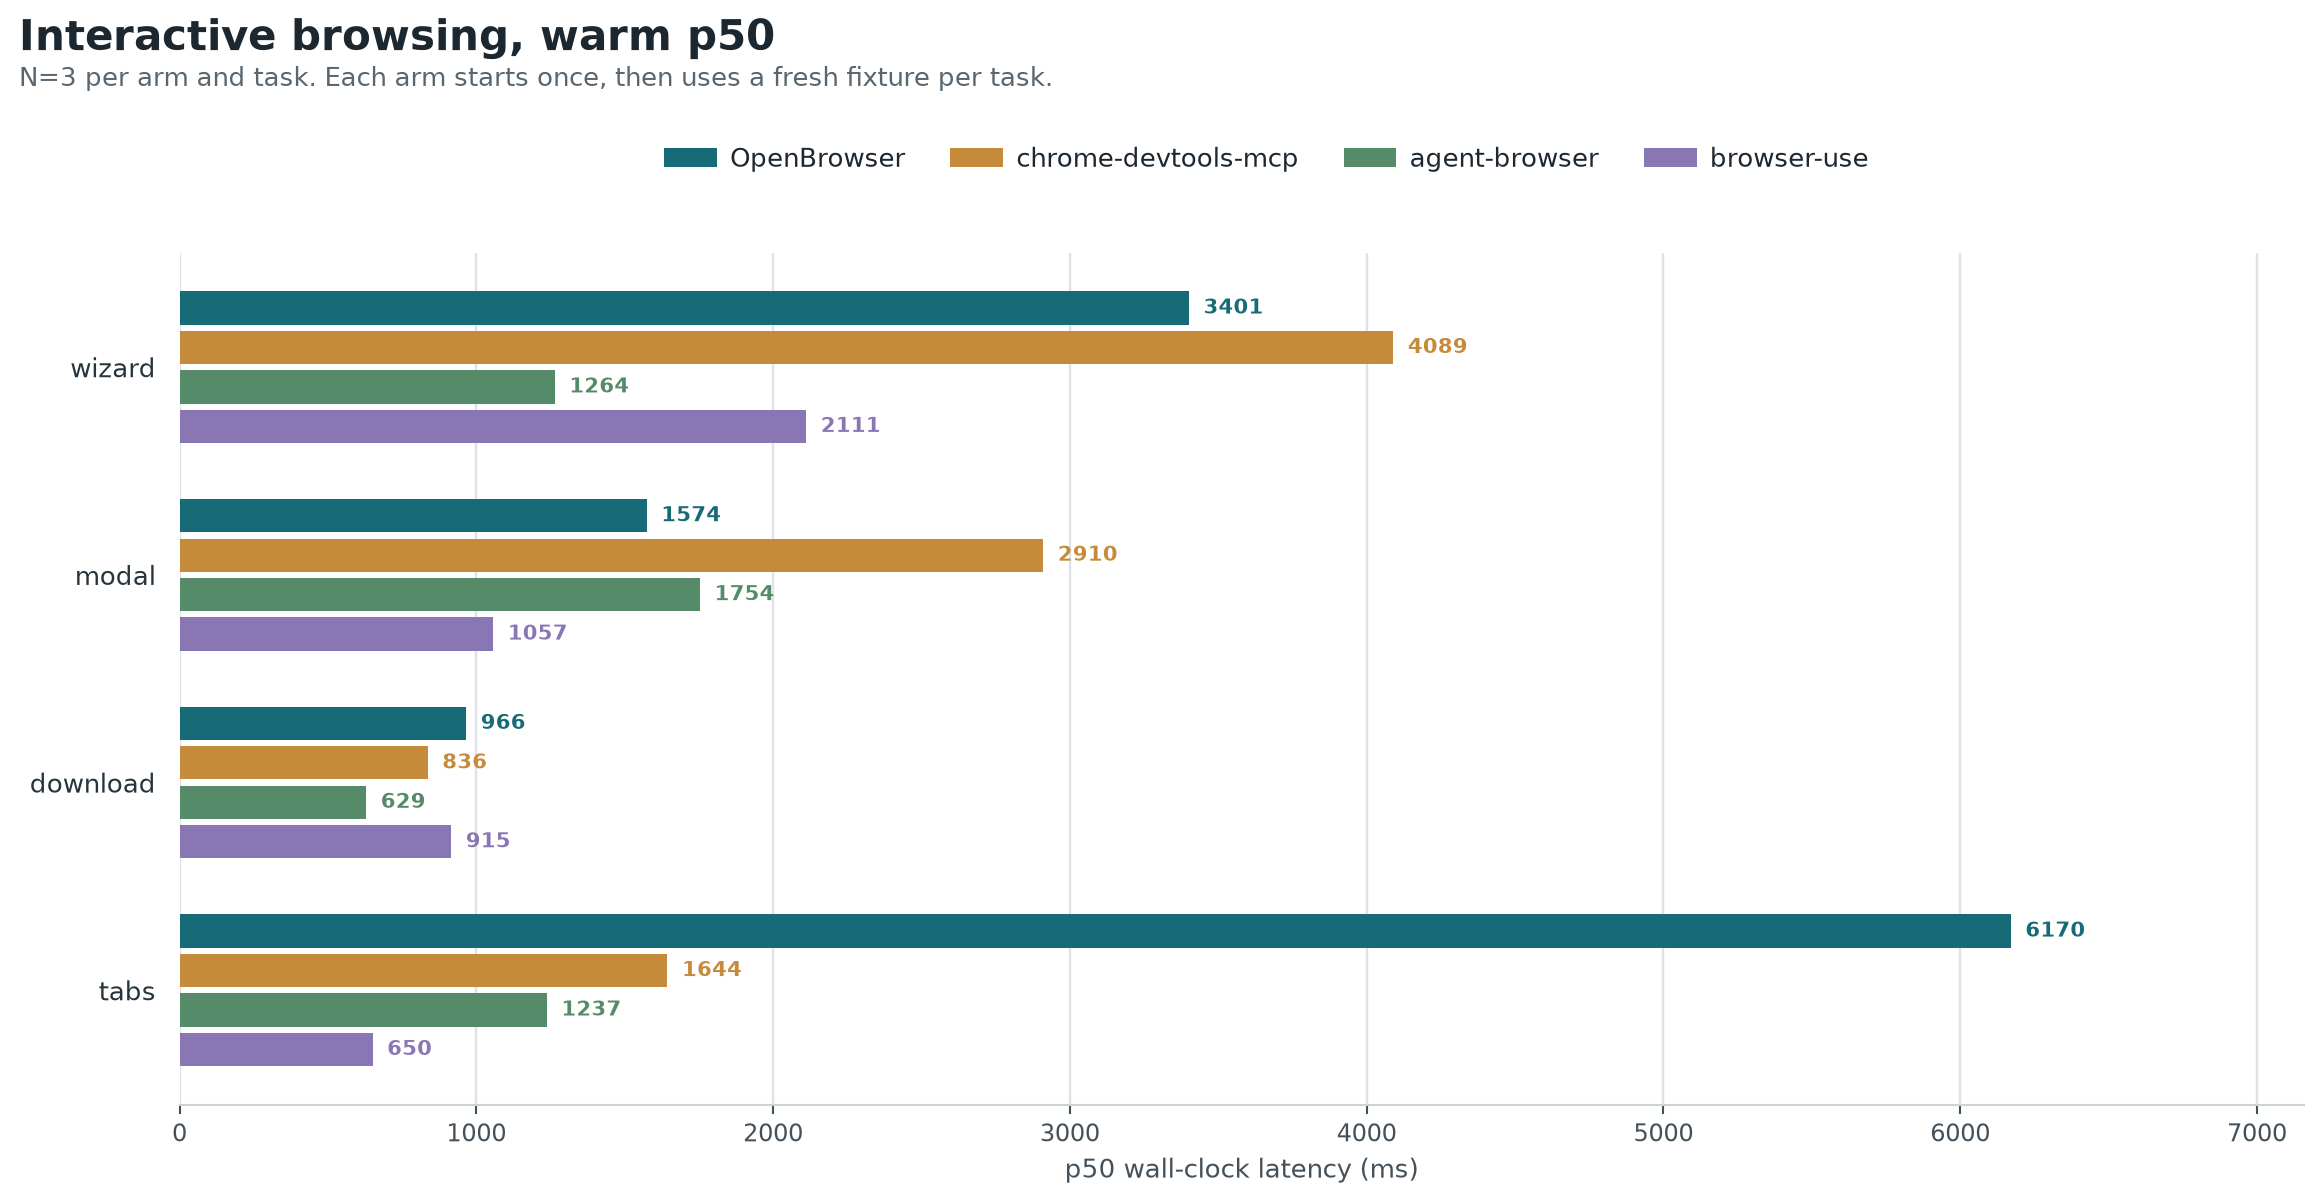 Interactive browsing, warm p50
N=3 per arm and task. Each arm starts once, then uses a fresh fixture per task.
OpenBrowser chrome-devtools-mcp agent-browser browser-use
wizard
3401
4089
1264
2111
modal
1574
2910
1754
1057
download
966
836
629
915
tabs
6170
1644
1237
650
0 1000 2000 3000 4000 5000 6000 7000
p50 wall-clock latency (ms)